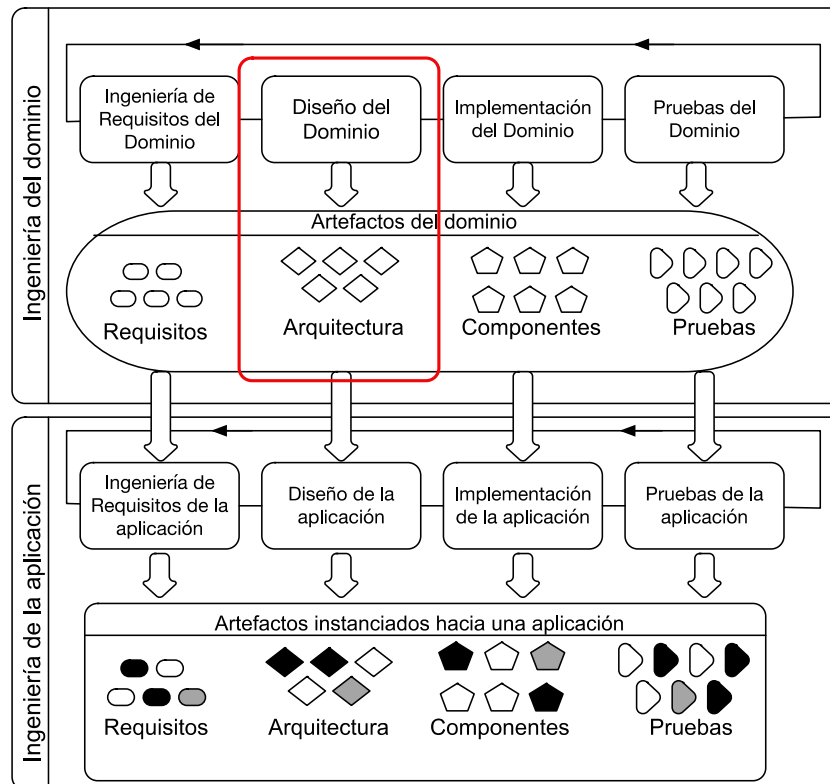 Ingeniería del dominio
Ingeniería de
Requisitos del
Dominio
Diseño del
Dominio
Implementación
del Dominio
Pruebas del
Dominio
Artefactos del dominio
Requisitos
Arquitectura
Componentes
Pruebas
Ingeniería de la aplicación
Ingeniería de
Requisitos de la
aplicación
Diseño de la
aplicación
Implementación
de la aplicación
Pruebas de la
aplicación
Artefactos instanciados hacia una aplicación
Requisitos
Arquitectura
Componentes
Pruebas